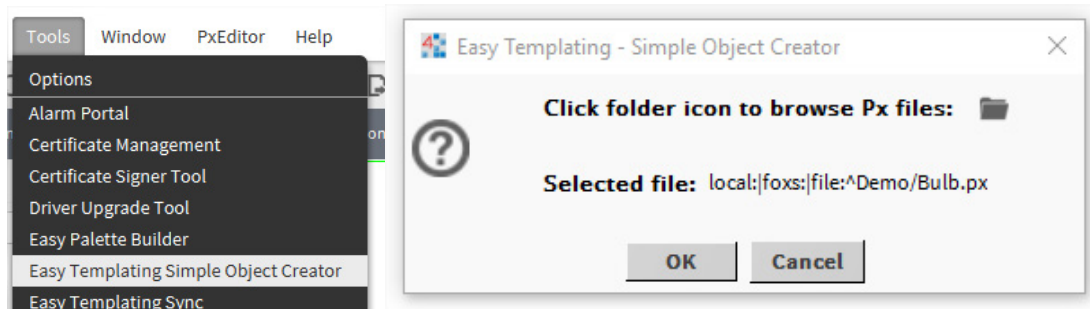 Tools Window PxEditor Help
Options
Alarm Portal
Certificate Management
Certificate Signer Tool
Driver Upgrade Tool
Easy Palette Builder
Easy Templating Simple Object Creator
Easy Templating Sync
Easy Templating - Simple Object Creator
Click folder icon to browse Px files:
Selected file: local:|foxs:|file:^Demo/Bulb.px
OK Cancel